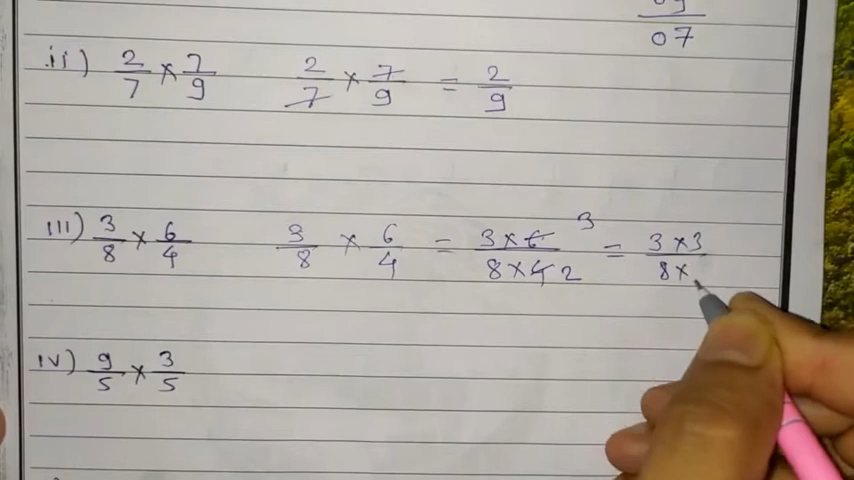 07
ii) 2/7 × 7/9 2/7 × 7/9 = 2/9
iii) 3/8 × 6/4 3/8 × 6/4 = 3×6 3/8×4 2 = 3×3/8×
iv) 9/5 × 3/5